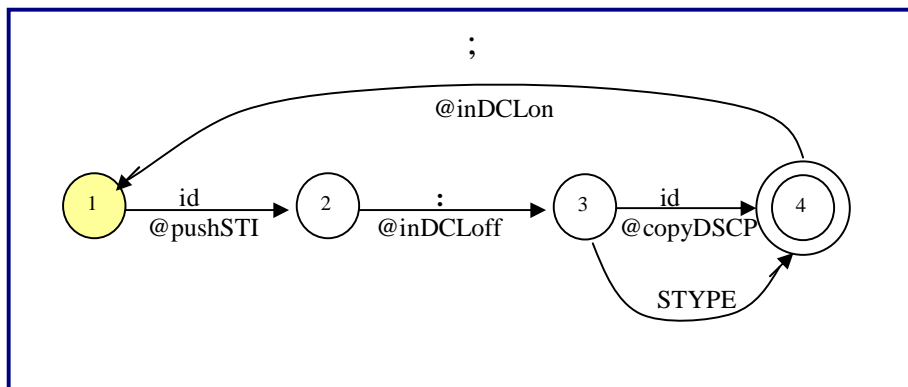 ;
@inDCLon
1 id 2 : 3 id 4
@pushSTI @inDCLoff @copyDSCP
STYPE